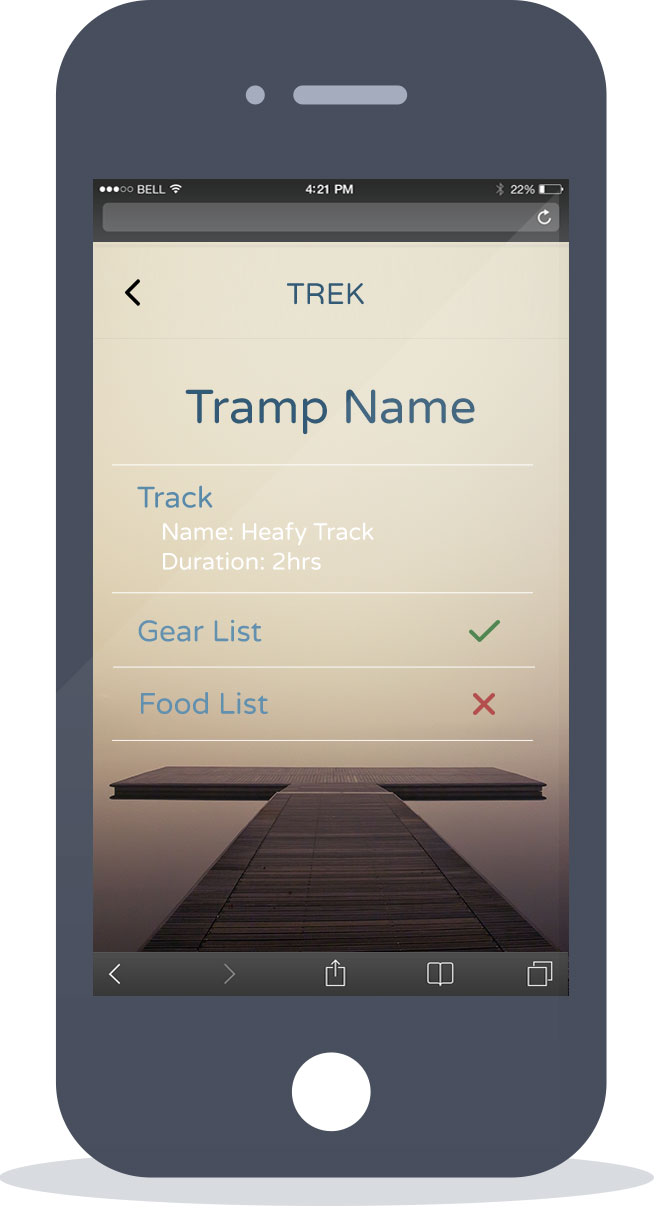 BELL 4:21 PM 22%
TREK
Tramp Name
Track
Name: Heafy Track
Duration: 2hrs
Gear List
Food List